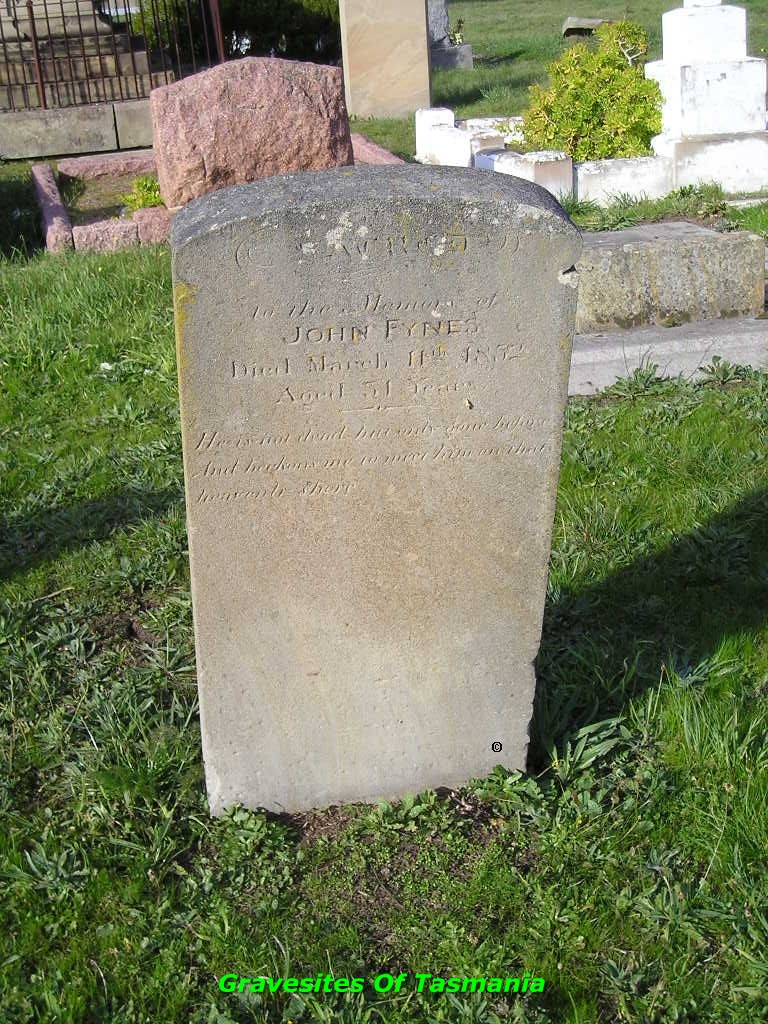 SACRED
to the Memory of
JOHN FYNES
Died March 11th 1852
Aged 51 Years
He is not dead but only gone before
And beckons me to meet him on that
heavenly shore
©
Gravesites Of Tasmania